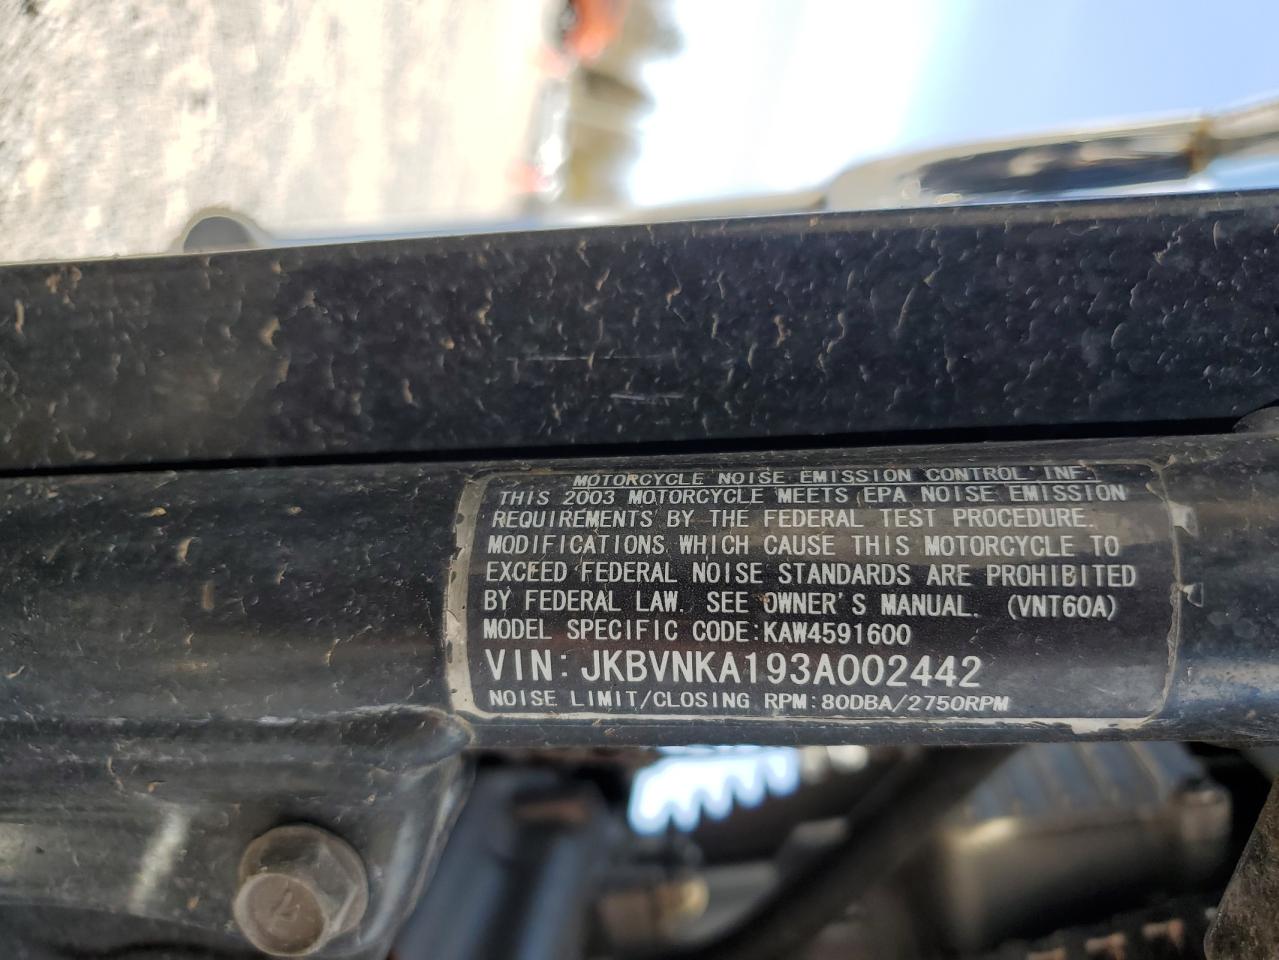 MOTORCYCLE NOISE EMISSION CONTROL INF.
THIS 2003 MOTORCYCLE MEETS EPA NOISE EMISSION
REQUIREMENTS BY THE FEDERAL TEST PROCEDURE.
MODIFICATIONS WHICH CAUSE THIS MOTORCYCLE TO
EXCEED FEDERAL NOISE STANDARDS ARE PROHIBITED
BY FEDERAL LAW. SEE OWNER'S MANUAL. (VNT60A)
MODEL SPECIFIC CODE:KAW4591600
VIN: JKBVNKA193A002442
NOISE LIMIT/CLOSING RPM:80DBA/2750RPM
7